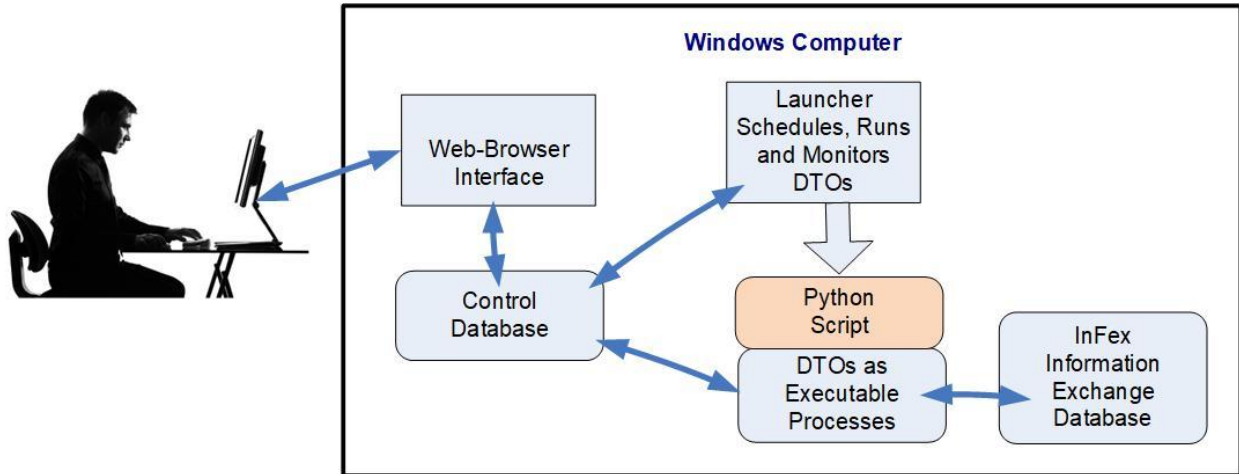 Windows Computer
Web-Browser
Interface
Launcher
Schedules, Runs
and Monitors
DTOs
Control
Database
Python
Script
DTOs as
Executable
Processes
InFex
Information
Exchange
Database